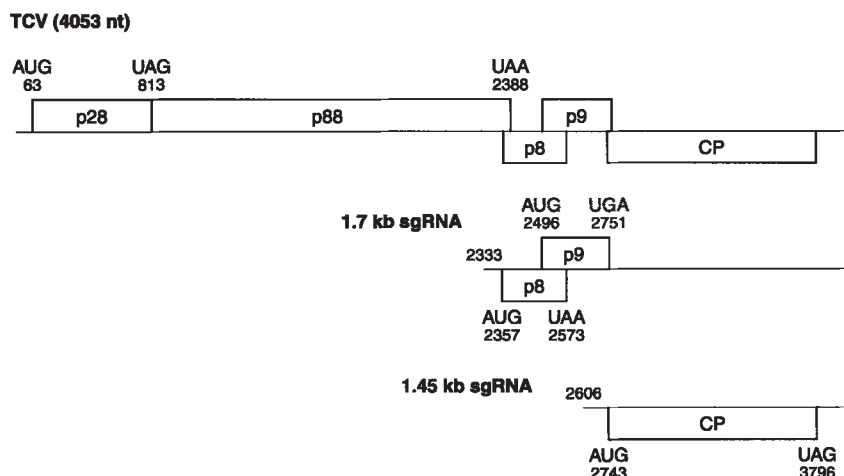 TCV (4053 nt)
AUG UAG UAA
63 813 2388
p28 p88 p9
p8 CP
AUG UGA
1.7 kb sgRNA 2496 2751
2333 p9
p8
AUG UAA
2357 2573
1.45 kb sgRNA 2606
CP
AUG UAG
2743 3796